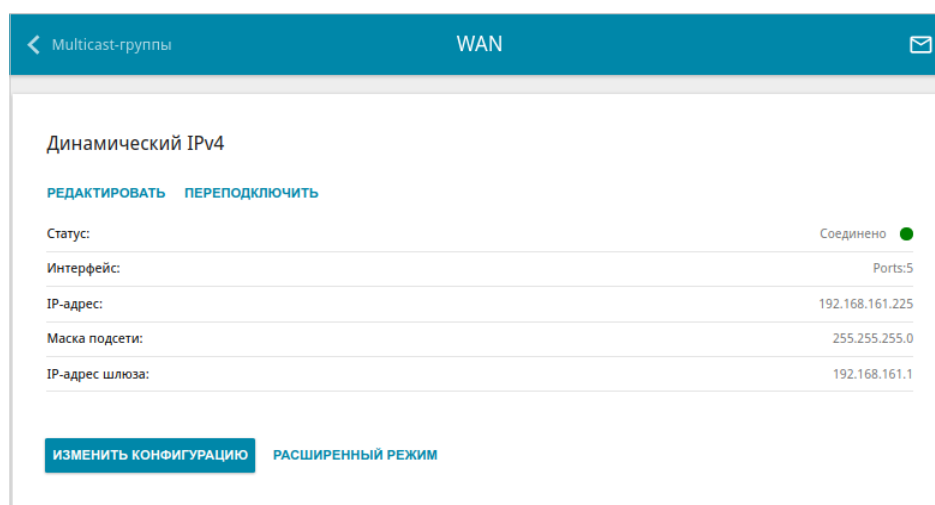 Multicast-группы WAN
Динамический IPv4
РЕДАКТИРОВАТЬ ПЕРЕПОДКЛЮЧИТЬ
Статус: Соединено
Интерфейс: Ports:5
IP-адрес: 192.168.161.225
Маска подсети: 255.255.255.0
IP-адрес шлюза: 192.168.161.1
ИЗМЕНИТЬ КОНФИГУРАЦИЮ РАСШИРЕННЫЙ РЕЖИМ